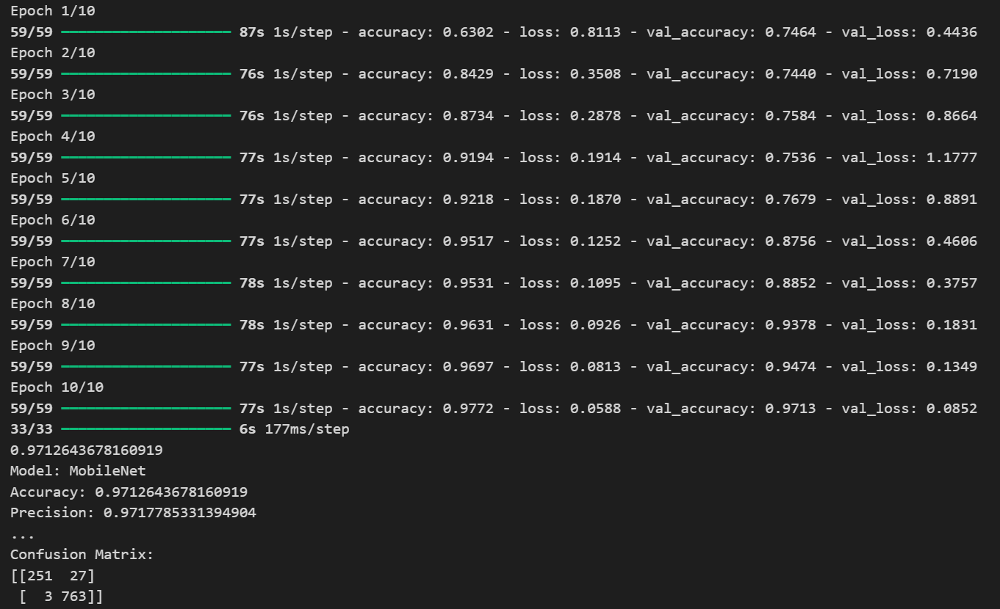 Epoch 1/10
59/59 ━━━━━━━━━━━━━━━━━━━━ 87s 1s/step - accuracy: 0.6302 - loss: 0.8113 - val_accuracy: 0.7464 - val_loss: 0.4436
Epoch 2/10
59/59 ━━━━━━━━━━━━━━━━━━━━ 76s 1s/step - accuracy: 0.8429 - loss: 0.3508 - val_accuracy: 0.7440 - val_loss: 0.7190
Epoch 3/10
59/59 ━━━━━━━━━━━━━━━━━━━━ 76s 1s/step - accuracy: 0.8734 - loss: 0.2878 - val_accuracy: 0.7584 - val_loss: 0.8664
Epoch 4/10
59/59 ━━━━━━━━━━━━━━━━━━━━ 77s 1s/step - accuracy: 0.9194 - loss: 0.1914 - val_accuracy: 0.7536 - val_loss: 1.1777
Epoch 5/10
59/59 ━━━━━━━━━━━━━━━━━━━━ 77s 1s/step - accuracy: 0.9218 - loss: 0.1870 - val_accuracy: 0.7679 - val_loss: 0.8891
Epoch 6/10
59/59 ━━━━━━━━━━━━━━━━━━━━ 77s 1s/step - accuracy: 0.9517 - loss: 0.1252 - val_accuracy: 0.8756 - val_loss: 0.4606
Epoch 7/10
59/59 ━━━━━━━━━━━━━━━━━━━━ 78s 1s/step - accuracy: 0.9531 - loss: 0.1095 - val_accuracy: 0.8852 - val_loss: 0.3757
Epoch 8/10
59/59 ━━━━━━━━━━━━━━━━━━━━ 78s 1s/step - accuracy: 0.9631 - loss: 0.0926 - val_accuracy: 0.9378 - val_loss: 0.1831
Epoch 9/10
59/59 ━━━━━━━━━━━━━━━━━━━━ 77s 1s/step - accuracy: 0.9697 - loss: 0.0813 - val_accuracy: 0.9474 - val_loss: 0.1349
Epoch 10/10
59/59 ━━━━━━━━━━━━━━━━━━━━ 77s 1s/step - accuracy: 0.9772 - loss: 0.0588 - val_accuracy: 0.9713 - val_loss: 0.0852
33/33 ━━━━━━━━━━━━━━━━━━━━ 6s 177ms/step
0.9712643678160919
Model: MobileNet
Accuracy: 0.9712643678160919
Precision: 0.9717785331394904
...
Confusion Matrix:
[[251  27]
 [  3 763]]